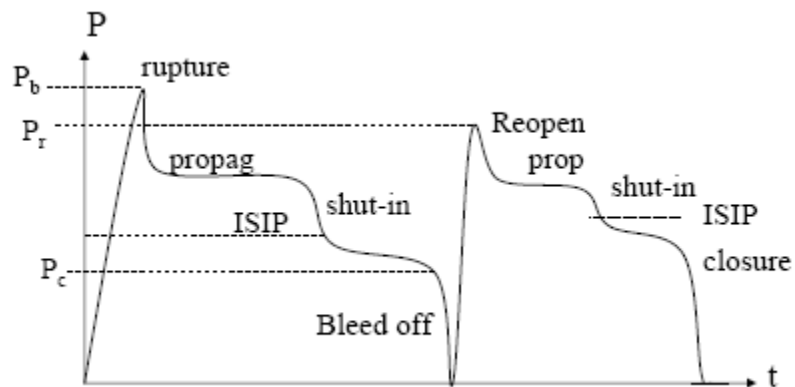 P
P_b
rupture
P_r
Reopen
propag
prop
shut-in
shut-in
ISIP
ISIP
P_c
closure
Bleed off
t